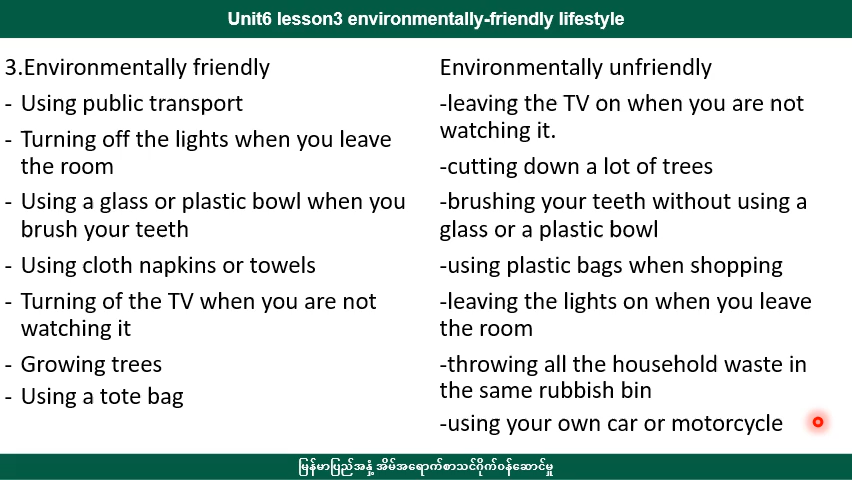 Unit6 lesson3 environmentally-friendly lifestyle
3.Environmentally friendly
- Using public transport
- Turning off the lights when you leave
the room
- Using a glass or plastic bowl when you
brush your teeth
- Using cloth napkins or towels
- Turning of the TV when you are not
watching it
- Growing trees
- Using a tote bag
Environmentally unfriendly
-leaving the TV on when you are not
watching it.
-cutting down a lot of trees
-brushing your teeth without using a
glass or a plastic bowl
-using plastic bags when shopping
-leaving the lights on when you leave
the room
-throwing all the household waste in
the same rubbish bin
-using your own car or motorcycle
မြန်မာပြည်အနှံ့ အိမ်အရောက်စာသင်ဝိုက်ဝန်ဆောင်မှု